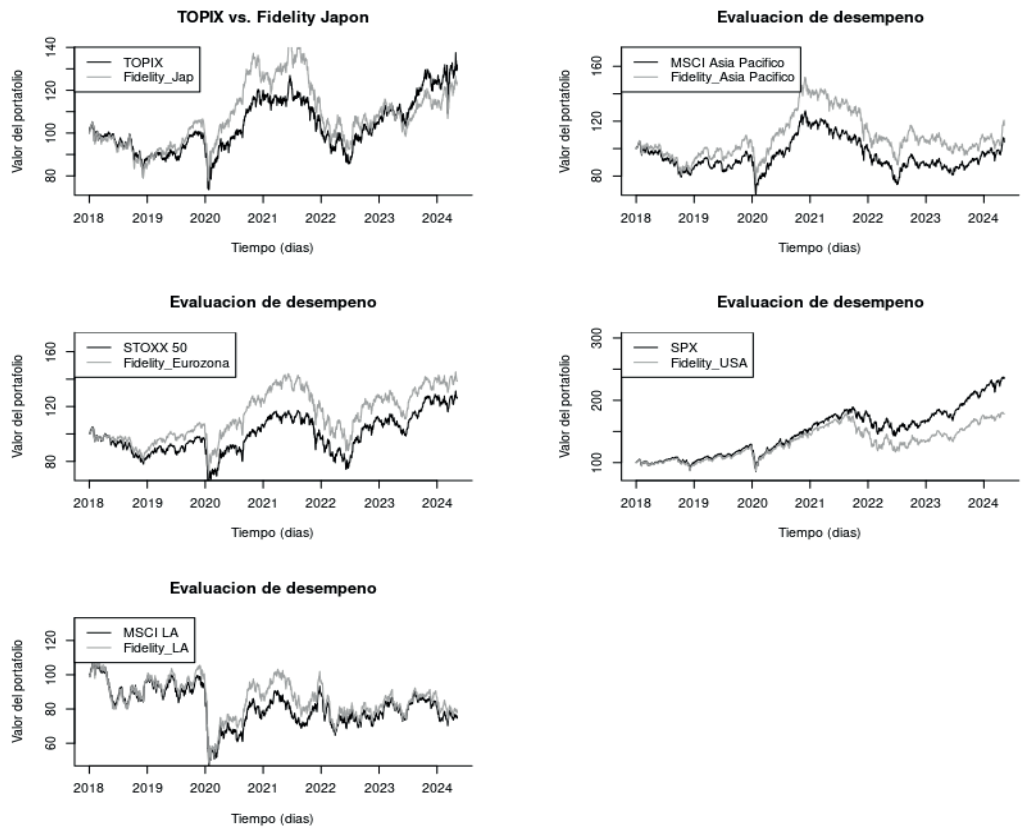 TOPIX vs. Fidelity Japon
TOPIX
Fidelity_Jap
Valor del portafolio
80 100 120 140
2018 2019 2020 2021 2022 2023 2024
Tiempo (dias)
Evaluacion de desempeno
MSCI Asia Pacifico
Fidelity_Asia Pacifico
Valor del portafolio
80 120 160
2018 2019 2020 2021 2022 2023 2024
Tiempo (dias)
Evaluacion de desempeno
STOXX 50
Fidelity_Eurozona
Valor del portafolio
80 120 160
2018 2019 2020 2021 2022 2023 2024
Tiempo (dias)
Evaluacion de desempeno
SPX
Fidelity_USA
Valor del portafolio
100 200 300
2018 2019 2020 2021 2022 2023 2024
Tiempo (dias)
Evaluacion de desempeno
MSCI LA
Fidelity_LA
Valor del portafolio
60 80 100 120
2018 2019 2020 2021 2022 2023 2024
Tiempo (dias)